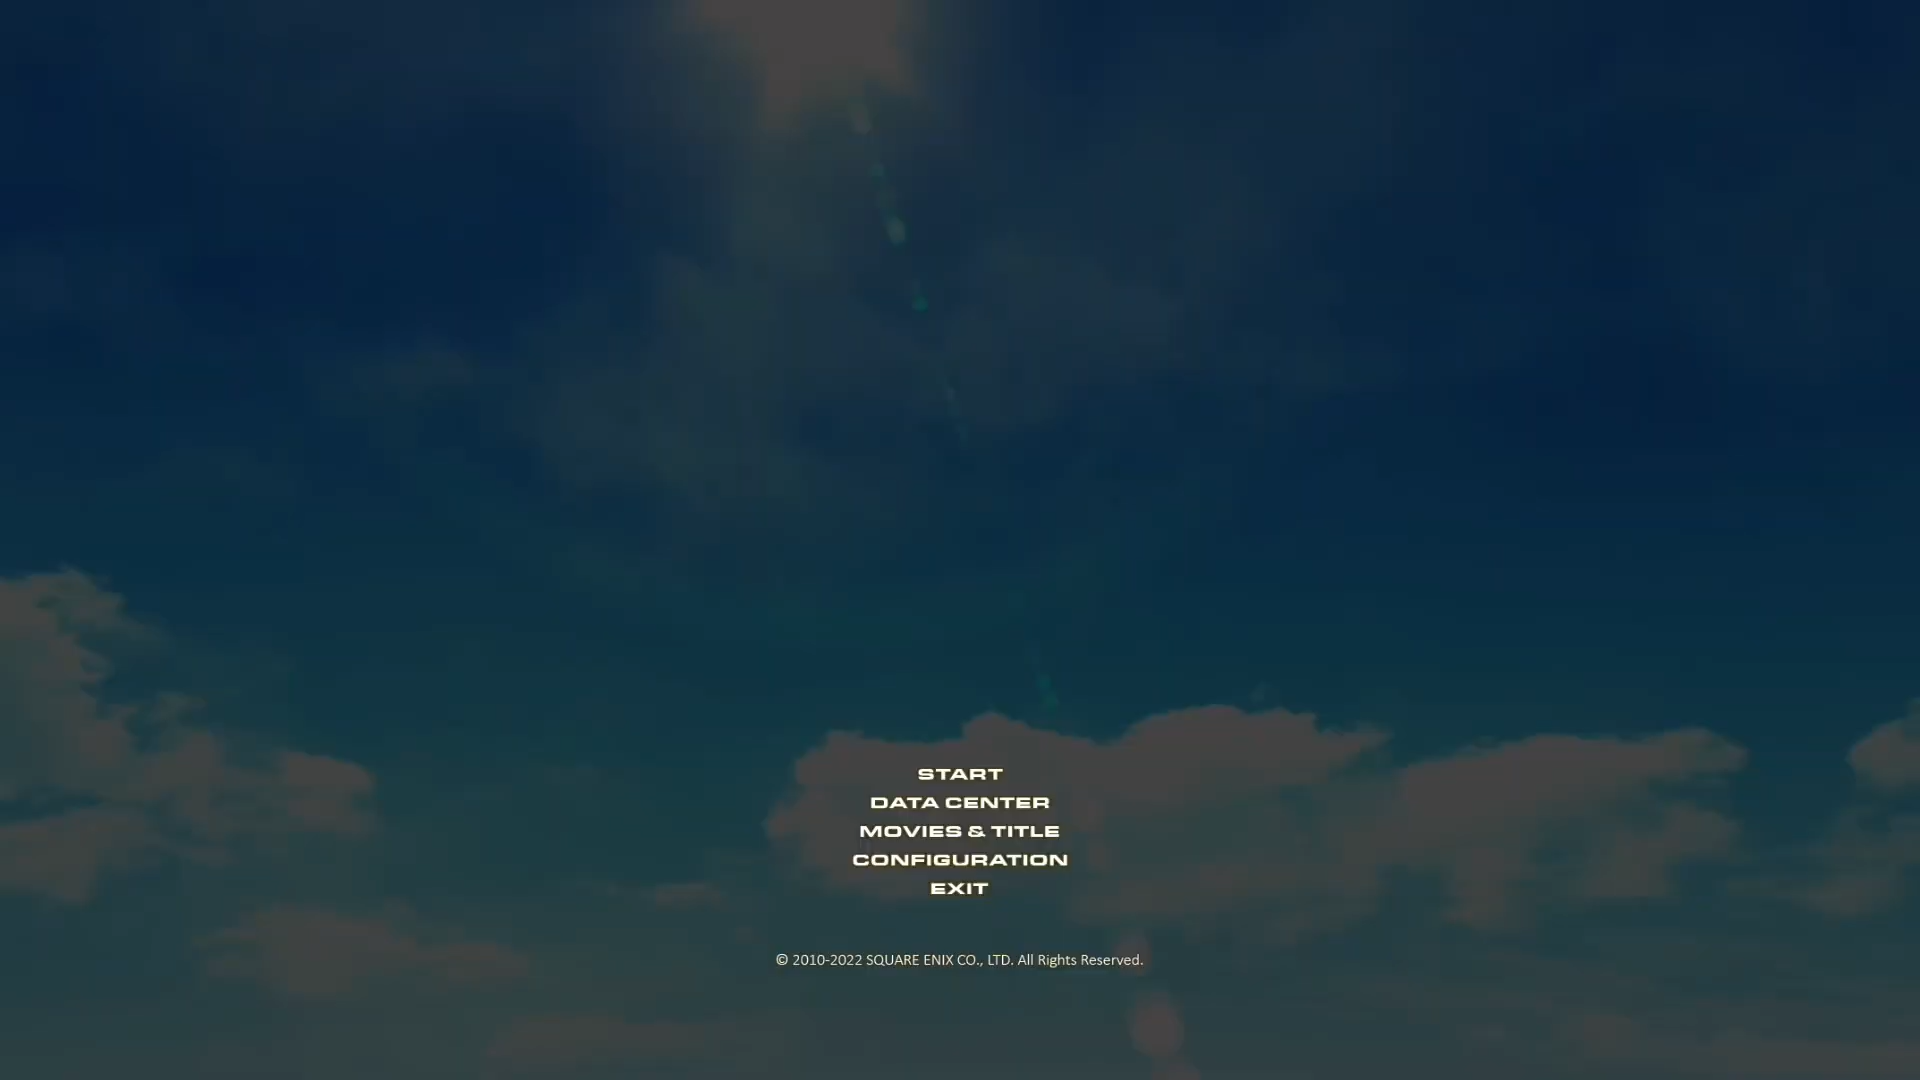 START
DATA CENTER
MOVIES & TITLE
CONFIGURATION
EXIT
© 2010-2022 SQUARE ENIX CO., LTD. All Rights Reserved.